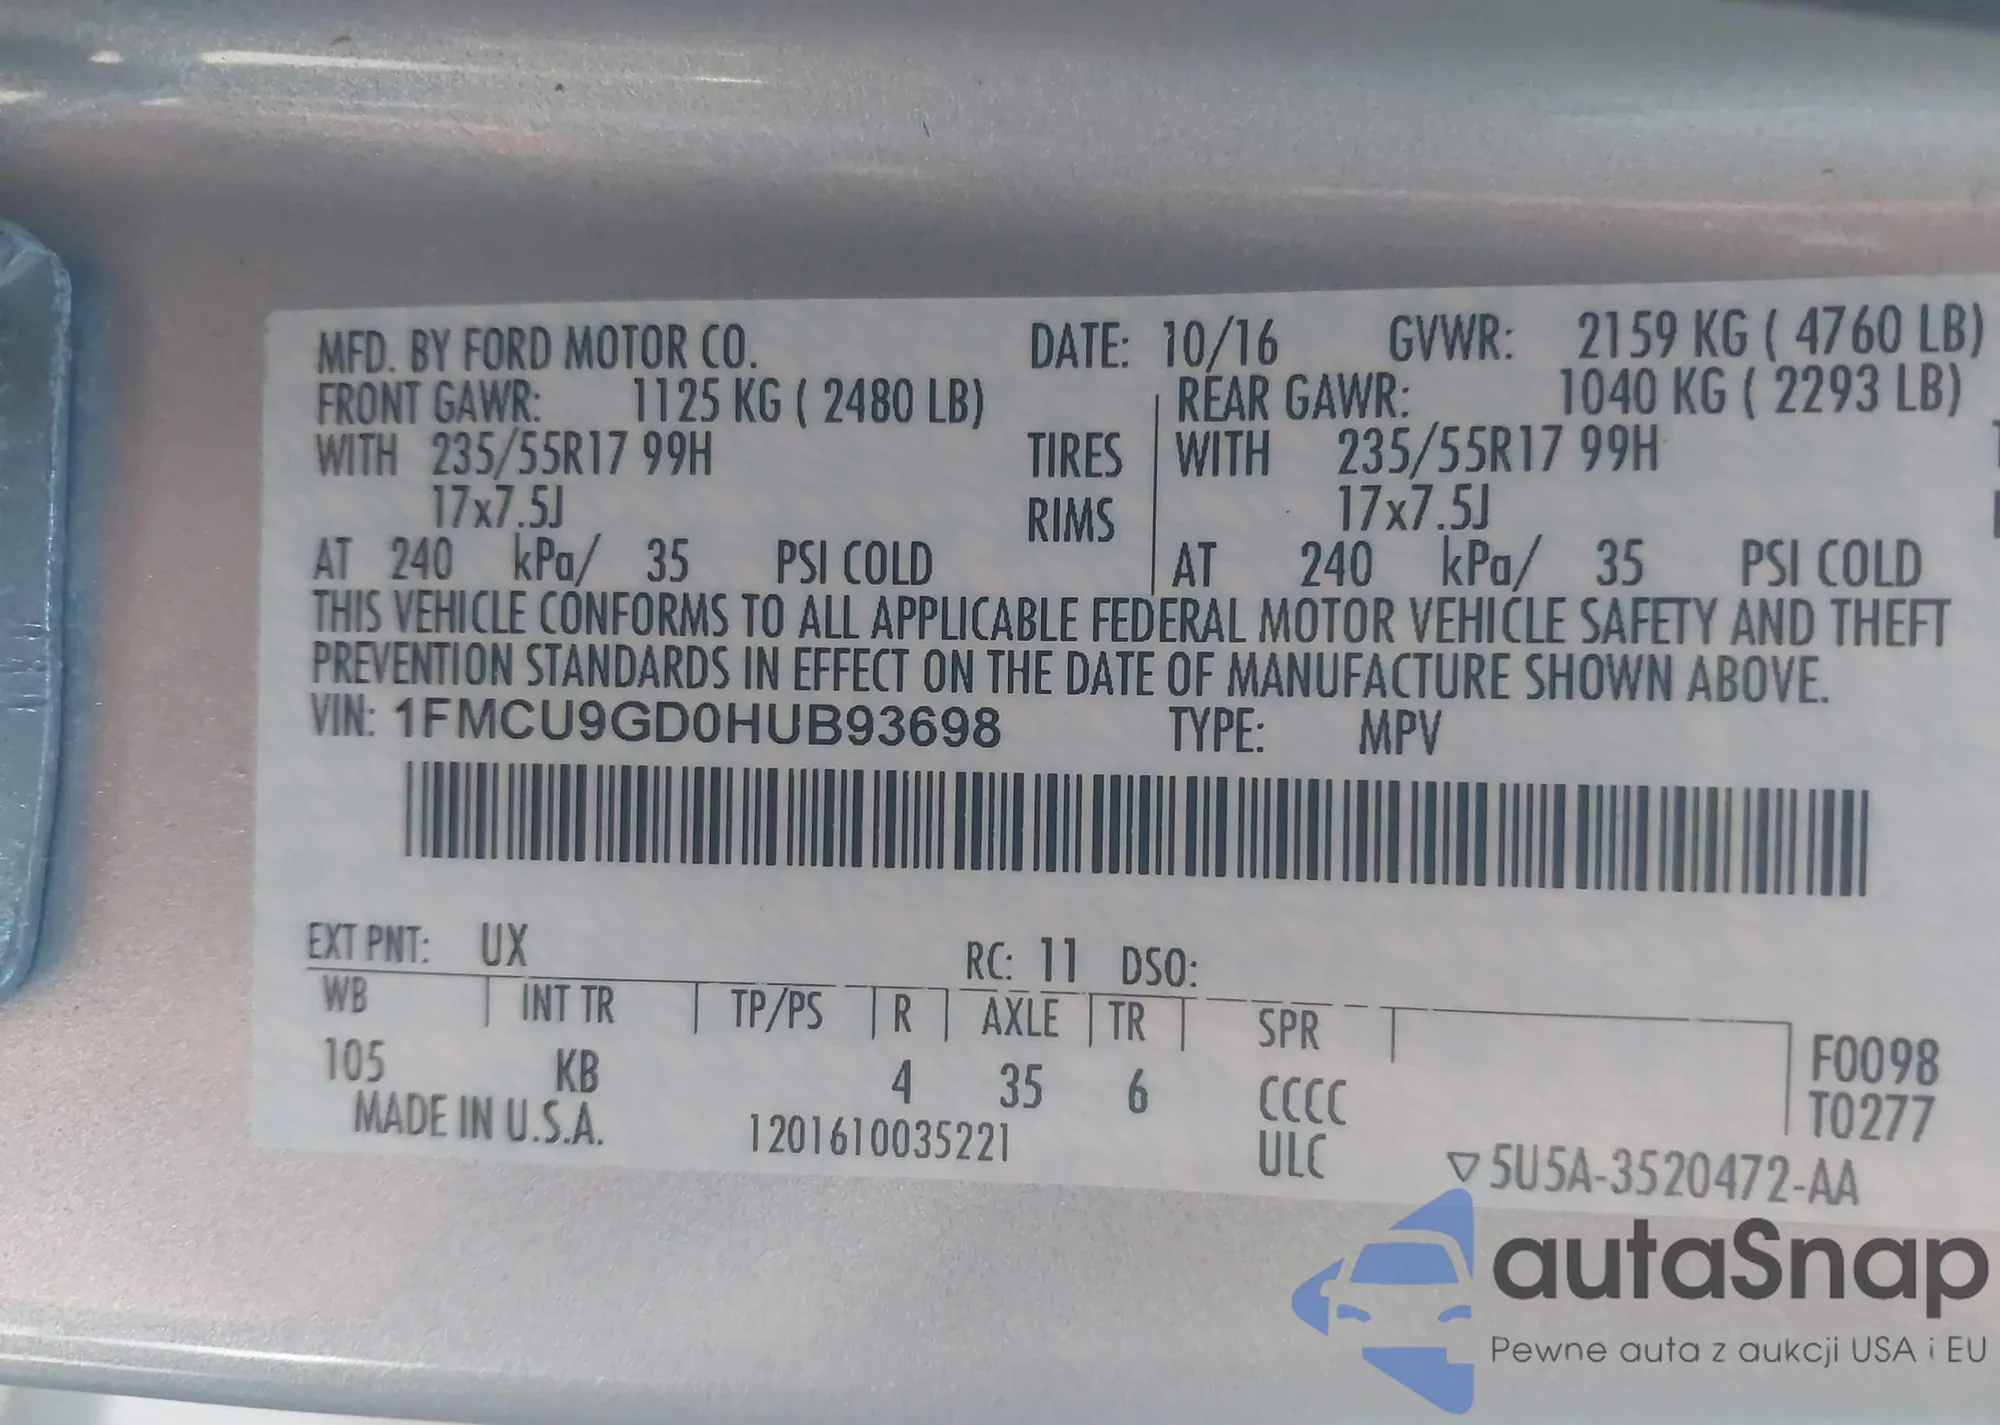 MFD. BY FORD MOTOR CO. DATE: 10/16 GVWR: 2159 KG ( 4760 LB)
FRONT GAWR: 1125 KG ( 2480 LB) REAR GAWR: 1040 KG ( 2293 LB)
WITH 235/55R17 99H TIRES WITH 235/55R17 99H
17x7.5J RIMS 17x7.5J
AT 240 kPa/ 35 PSI COLD AT 240 kPa/ 35 PSI COLD
THIS VEHICLE CONFORMS TO ALL APPLICABLE FEDERAL MOTOR VEHICLE SAFETY AND THEFT
PREVENTION STANDARDS IN EFFECT ON THE DATE OF MANUFACTURE SHOWN ABOVE.
VIN: 1FMCU9GD0HUB93698 TYPE: MPV
EXT PNT: UX RC: 11 DSO:
WB INT TR TP/PS R AXLE TR SPR
105 KB 4 35 6 CCCC F0098
MADE IN U.S.A. 1201610035221 ULC T0277
▽5U5A-3520472-AA
autaSnap
Pewne auta z aukcji USA i EU